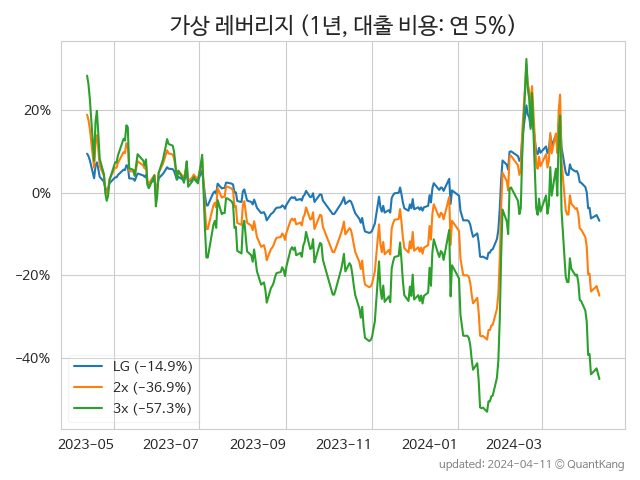 가상 레버리지 (1년, 대출 비용: 연 5%)
20%
0%
−20%
−40%
LG (−14.9%)
2x (−36.9%)
3x (−57.3%)
2023-05 2023-07 2023-09 2023-11 2024-01 2024-03
updated: 2024-04-11 © QuantKang